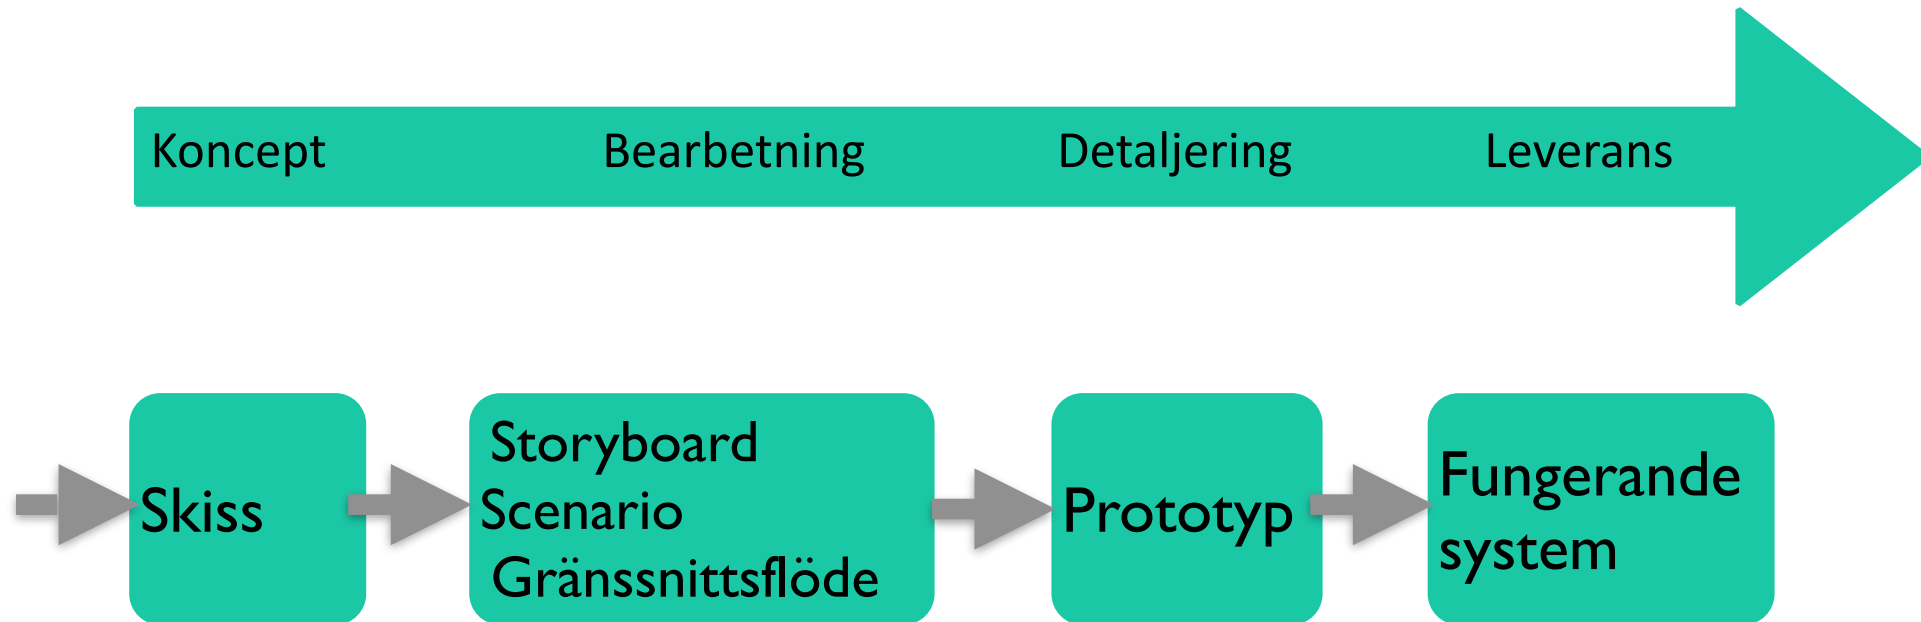 Koncept Bearbetning Detaljering Leverans
Skiss
Storyboard
Scenario
Gränssnittsflöde
Prototyp
Fungerande
system